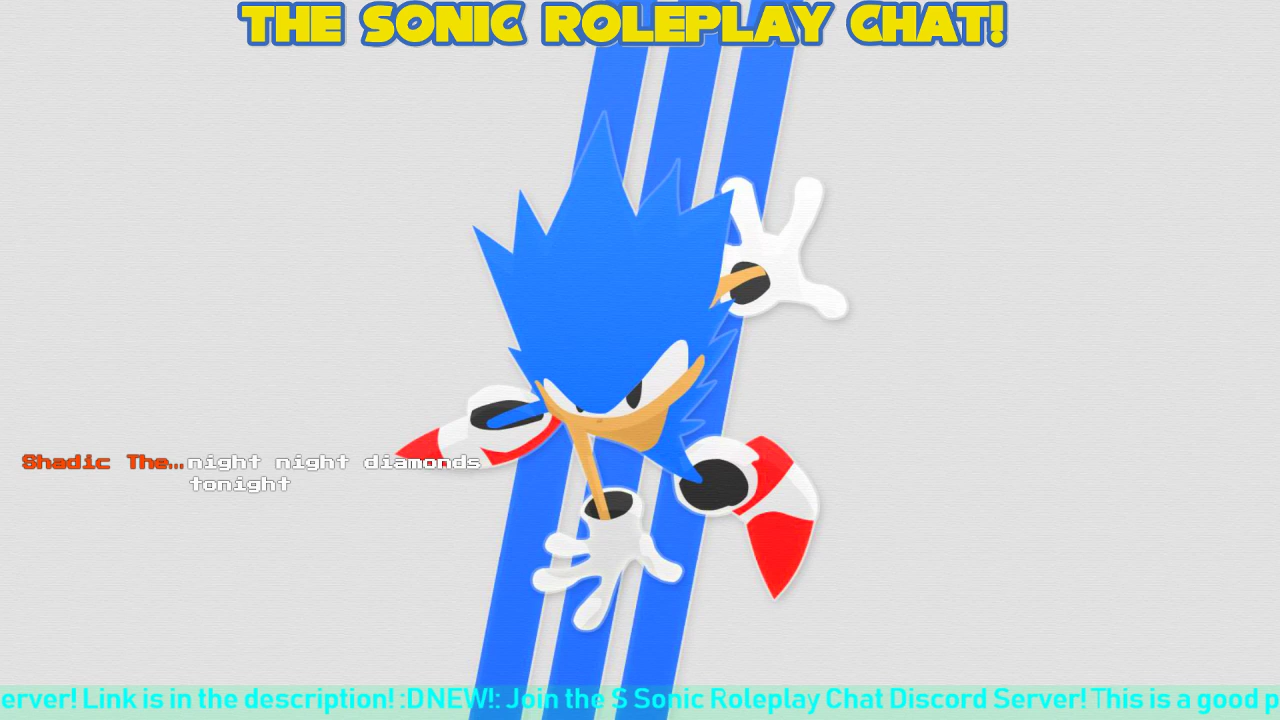 THE SONIC ROLEPLAY CHAT!
Shadic The... night night diamonds
tonight
erver! Link is in the description! :DNEW!: Join the S Sonic Roleplay Chat Discord Server! This is a good p